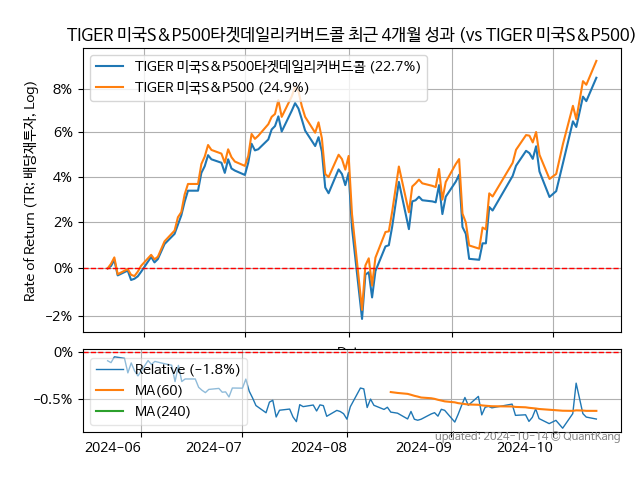 TIGER 미국S&P500타겟데일리커버드콜 최근 4개월 성과 (vs TIGER 미국S&P500)
TIGER 미국S&P500타겟데일리커버드콜 (22.7%)
TIGER 미국S&P500 (24.9%)
Rate of Return (TR: 배당재투자, Log)
8%
6%
4%
2%
0%
−2%
0%
−0.5%
Relative (−1.8%)
MA(60)
MA(240)
2024−06
2024−07
2024−08
2024−09
2024−10
updated: 2024-10-14 © QuantKang